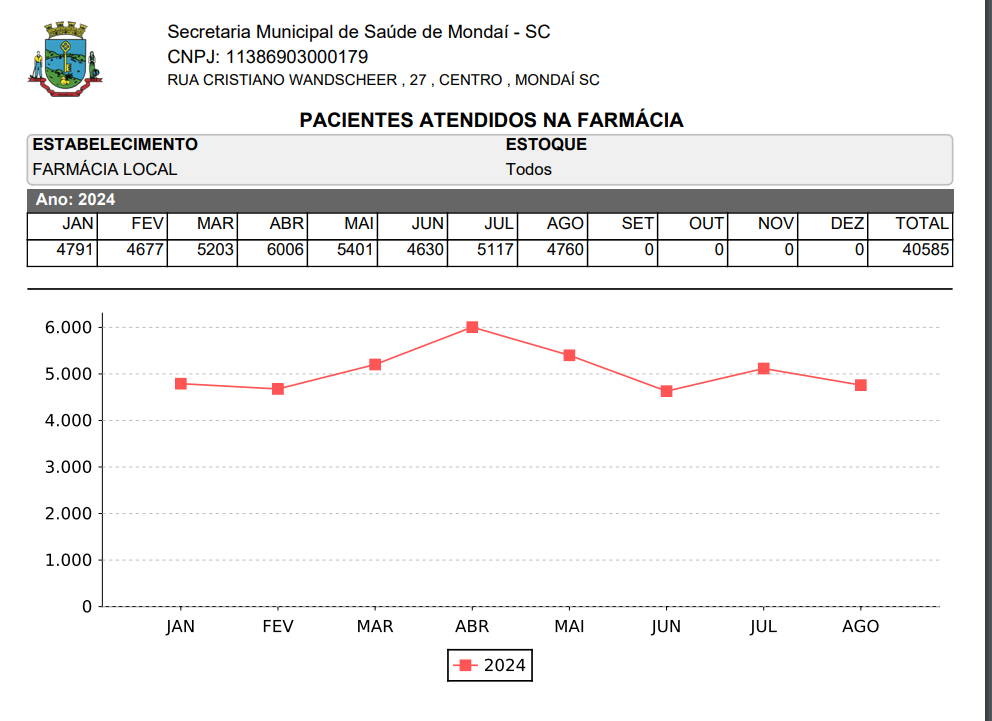 Secretaria Municipal de Saúde de Mondaí - SC
CNPJ: 11386903000179
RUA CRISTIANO WANDSCHEER , 27 , CENTRO , MONDAÍ SC
PACIENTES ATENDIDOS NA FARMÁCIA
ESTABELECIMENTO ESTOQUE
FARMÁCIA LOCAL Todos
Ano: 2024
JAN FEV MAR ABR MAI JUN JUL AGO SET OUT NOV DEZ TOTAL
4791 4677 5203 6006 5401 4630 5117 4760 0 0 0 0 40585
6.000
5.000
4.000
3.000
2.000
1.000
0
JAN FEV MAR ABR MAI JUN JUL AGO
2024